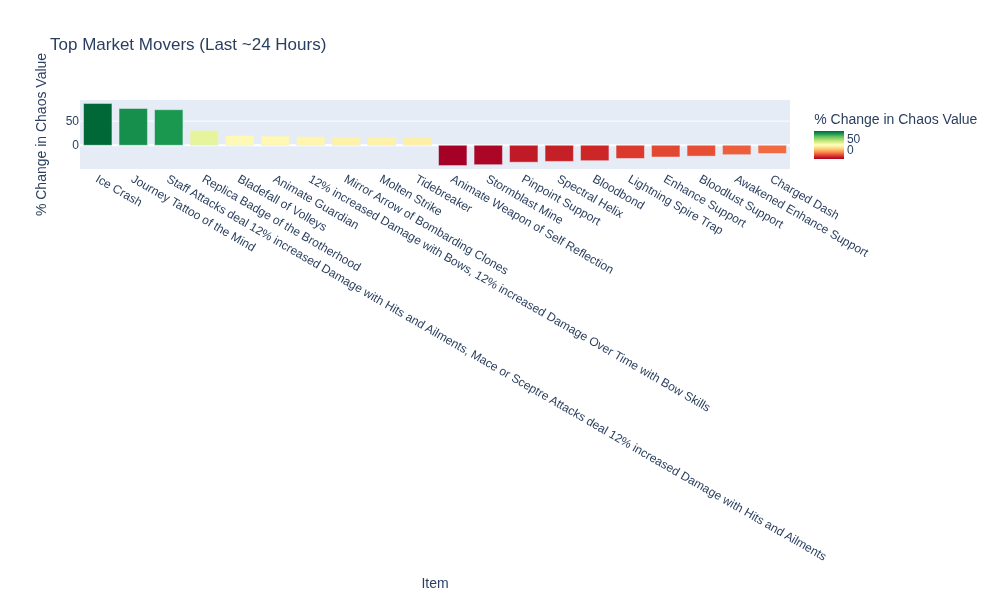 Top Market Movers (Last ~24 Hours)
% Change in Chaos Value
50
0
Ice Crash
Journey Tattoo of the Mind
Staff Attacks deal 12% increased Damage with Hits and Ailments, Mace or Sceptre Attacks deal 12% increased Damage with Hits and Ailments
Replica Badge of the Brotherhood
Bladefall of Volleys
Animate Guardian
12% increased Damage with Bows, 12% increased Damage Over Time with Bow Skills
Mirror Arrow of Bombarding Clones
Molten Strike
Tidebreaker
Animate Weapon of Self Reflection
Stormblast Mine
Pinpoint Support
Spectral Helix
Bloodbond
Lightning Spire Trap
Enhance Support
Bloodlust Support
Awakened Enhance Support
Charged Dash
Item
% Change in Chaos Value
50
0